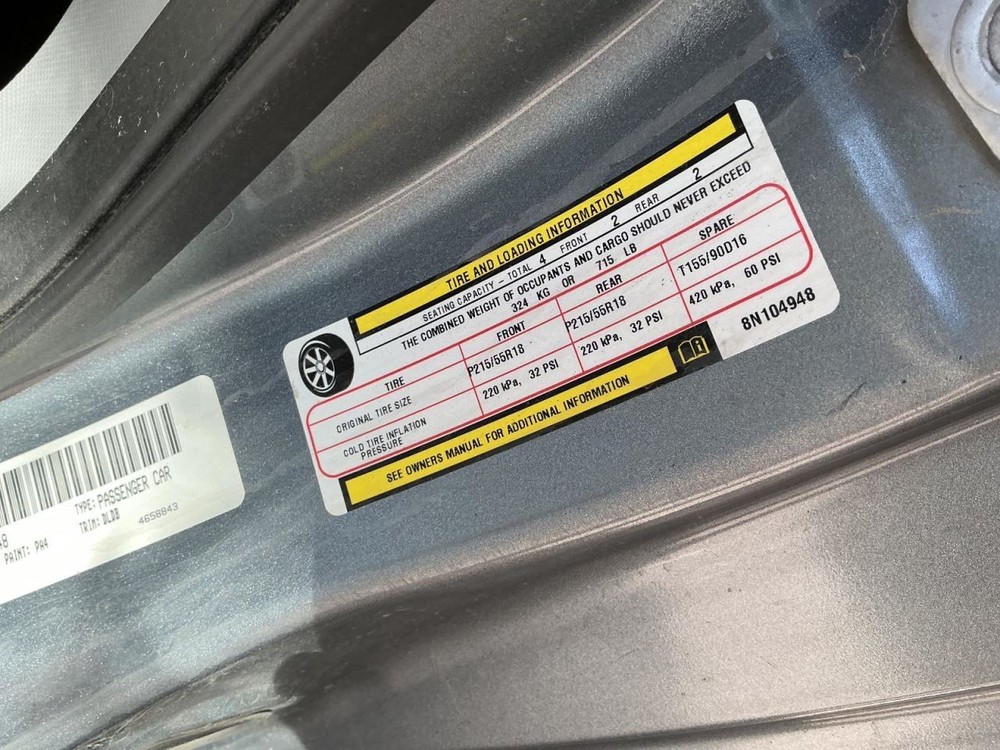 TIRE AND LOADING INFORMATION
SEATING CAPACITY - TOTAL 4 FRONT 2 REAR 2
THE COMBINED WEIGHT OF OCCUPANTS AND CARGO SHOULD NEVER EXCEED
324 KG OR 715 LB
TIRE FRONT REAR SPARE
ORIGINAL TIRE SIZE P215/55R18 P215/55R18 T155/90D16
COLD TIRE INFLATION PRESSURE 220 kPa, 32 PSI 220 kPa, 32 PSI 420 kPa, 60 PSI
SEE OWNERS MANUAL FOR ADDITIONAL INFORMATION
8N104948
48 TYPE: PASSENGER CAR
PAINT: PA4 TRIM: DLDB 4658843